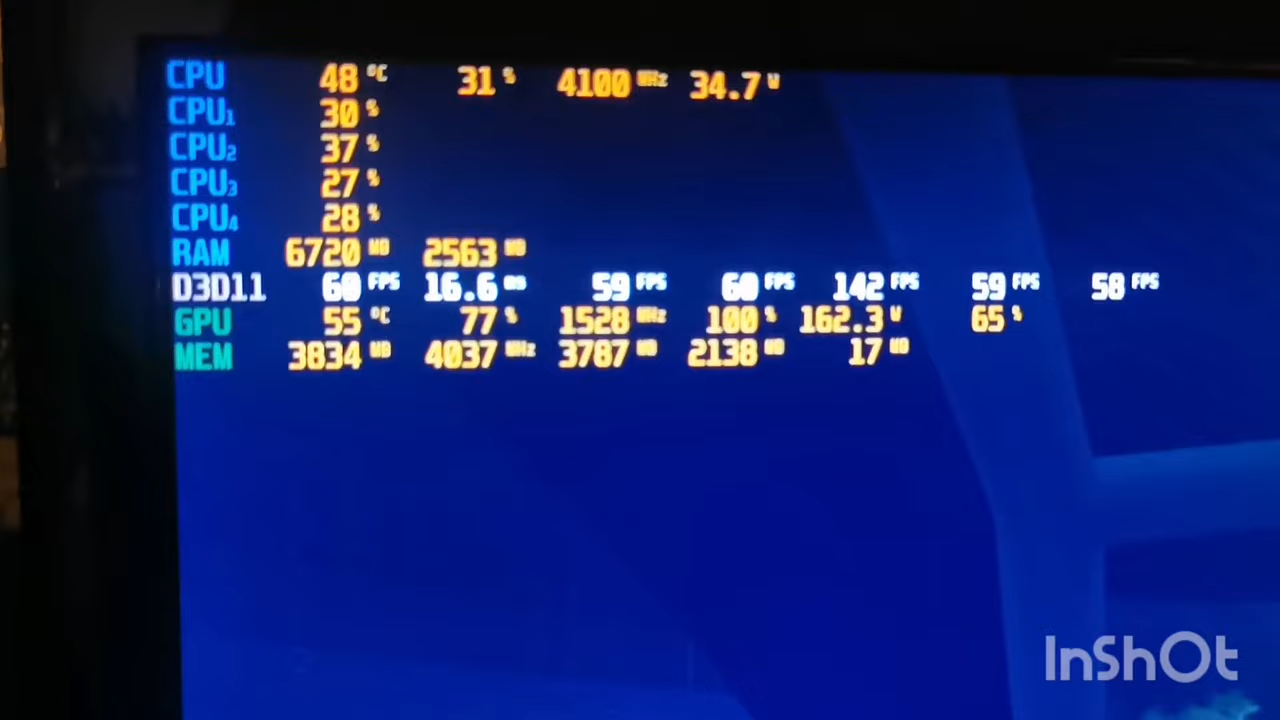 CPU 48 °C 31 % 4100 MHz 34.7 W
CPU1 30 %
CPU2 37 %
CPU3 27 %
CPU4 28 %
RAM 6720 MB 2563 MB
D3D11 60 FPS 16.6 ms 59 FPS 60 FPS 142 FPS 59 FPS 58 FPS
GPU 55 °C 77 % 1528 MHz 100 % 162.3 W 65 %
MEM 3834 MB 4037 MHz 3787 MB 2138 MB 17 MB
InShOt